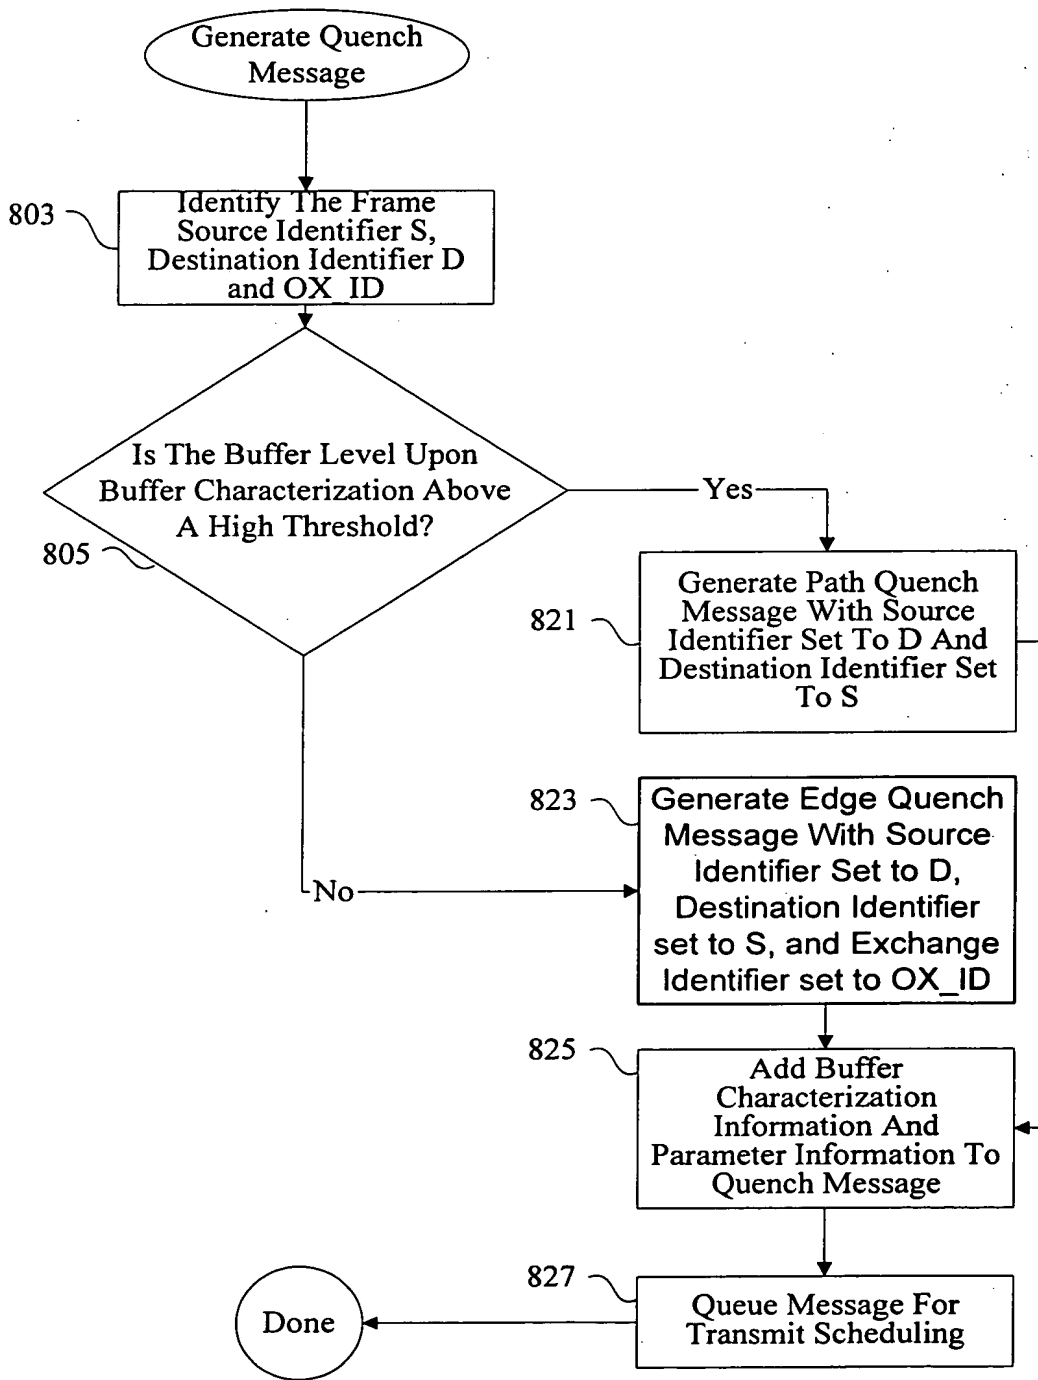 Generate Quench
Message
803
Identify The Frame
Source Identifier S,
Destination Identifier D
and OX_ID
Is The Buffer Level Upon
Buffer Characterization Above
A High Threshold?
805
Yes
821
Generate Path Quench
Message With Source
Identifier Set To D And
Destination Identifier Set
To S
823
Generate Edge Quench
Message With Source
Identifier Set to D,
Destination Identifier
set to S, and Exchange
Identifier set to OX_ID
No
825
Add Buffer
Characterization
Information And
Parameter Information To
Quench Message
827
Queue Message For
Transmit Scheduling
Done